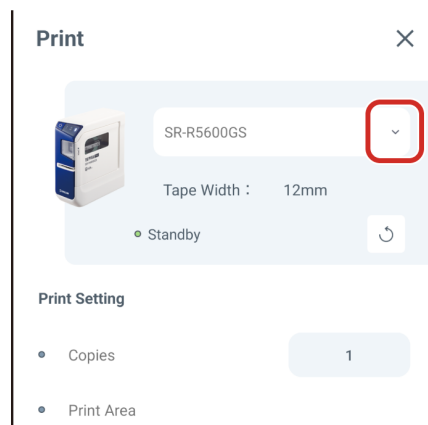 Print
SR-R5600GS
Tape Width： 12mm
Standby
Print Setting
Copies 1
Print Area